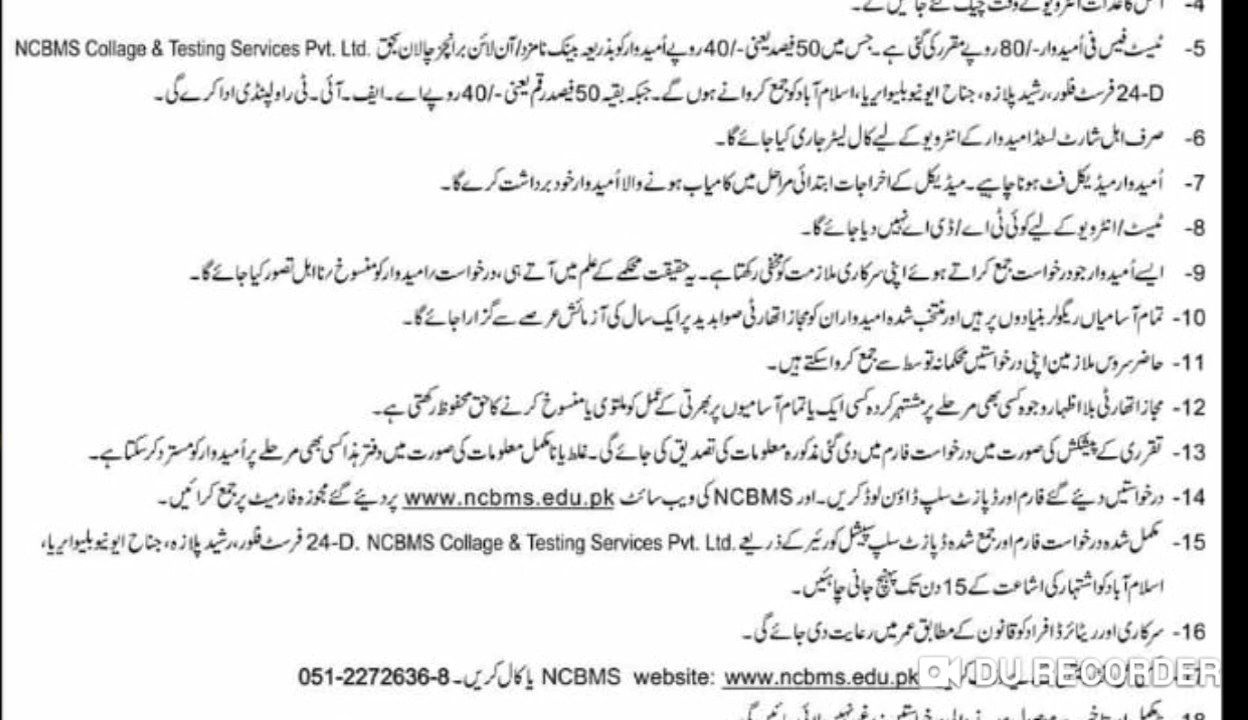 4- اصل کاغذات انٹرویو کے وقت چیک کئے جائیں گے۔
5- ٹیسٹ فیس فی اُمیدوار -/80 روپے مقرر کی گئی ہے۔ جس میں 50 فیصد یعنی -/40 روپے اُمیدوار کو بذریعہ بینک نامزد/آن لائن برانچز چالان بحق NCBMS Collage & Testing Services Pvt. Ltd.
24-D فرسٹ فلور، رشید پلازہ، جناح ایونیو بلیو ایریا، اسلام آباد کو جمع کروانے ہوں گے۔ جبکہ بقیہ 50 فیصد رقم یعنی -/40 روپے اے۔ ایف۔ آئی۔ ٹی راولپنڈی ادا کرے گی۔
6- صرف اہل شارٹ لسٹڈ امیدوار کے انٹرویو کے لیے کال لیٹر جاری کیا جائے گا۔
7- اُمیدوار میڈیکل فٹ ہونا چاہیے۔ میڈیکل کے اخراجات ابتدائی مراحل میں کامیاب ہونے والا اُمیدوار خود برداشت کرے گا۔
8- ٹیسٹ/انٹرویو کے لیے کوئی ٹی اے/ڈی اے نہیں دیا جائے گا۔
9- ایسے اُمیدوار جو درخواست جمع کراتے ہوئے اپنی سرکاری ملازمت کو مخفی رکھتا ہے۔ یہ حقیقت محکمے کے علم میں آتے ہی، درخواست/امیدوار کو منسوخ/نااہل تصور کیا جائے گا۔
10- تمام آسامیاں ریگولر بنیادوں پر ہیں اور منتخب شدہ امیدواران کو مجاز اتھارٹی صوابدید پر ایک سال کی آزمائش عرصے سے گزارا جائے گا۔
11- حاضر سروس ملازمین اپنی درخواستیں محکمانہ توسط سے جمع کروا سکتے ہیں۔
12- مجاز اتھارٹی بلا اظہار وجوہ کسی بھی مرحلے پر مشتہر کردہ کسی ایک یا تمام آسامیوں پر بھرتی کے عمل کو ملتوی یا منسوخ کرنے کا حق محفوظ رکھتی ہے۔
13- تقرری کے پیشکش کی صورت میں درخواست فارم میں دی گئی مذکورہ معلومات کی تصدیق کی جائے گی۔ غلط یا نامکمل معلومات کی صورت میں دفتر ہذا کسی بھی مرحلے پر اُمیدوار کو مسترد کر سکتا ہے۔
14- درخواستیں دیئے گئے فارم اور ڈپازٹ سلپ ڈاؤن لوڈ کریں۔ اور NCBMS کی ویب سائٹ www.ncbms.edu.pk پر دیئے گئے مجوزہ فارمیٹ پر جمع کرائیں۔
15- مکمل شدہ درخواست فارم اور جمع شدہ ڈپازٹ سلپ سپیشل کورئیر کے ذریعے 24-D. NCBMS Collage & Testing Services Pvt. Ltd. فرسٹ فلور، رشید پلازہ، جناح ایونیو بلیو ایریا،
اسلام آباد کو اشتہار کی اشاعت کے 15 دن تک پہنچ جانی چاہئیں۔
16- سرکاری اور ریٹائرڈ افراد کو قانون کے مطابق عمر میں رعایت دی جائے گی۔
NCBMS website: www.ncbms.edu.pk یا کال کریں۔ 051-2272636-8
DU RECORDER
18-